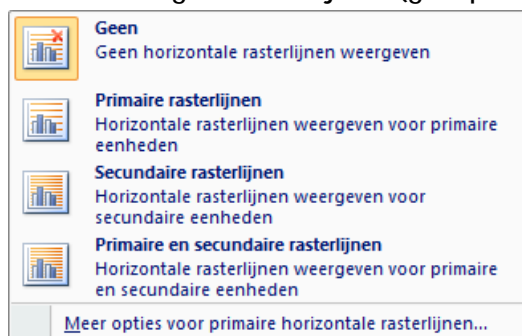 Geen
Geen horizontale rasterlijnen weergeven
Primaire rasterlijnen
Horizontale rasterlijnen weergeven voor primaire
eenheden
Secundaire rasterlijnen
Horizontale rasterlijnen weergeven voor
secundaire eenheden
Primaire en secundaire rasterlijnen
Horizontale rasterlijnen weergeven voor primaire
en secundaire eenheden
Meer opties voor primaire horizontale rasterlijnen...